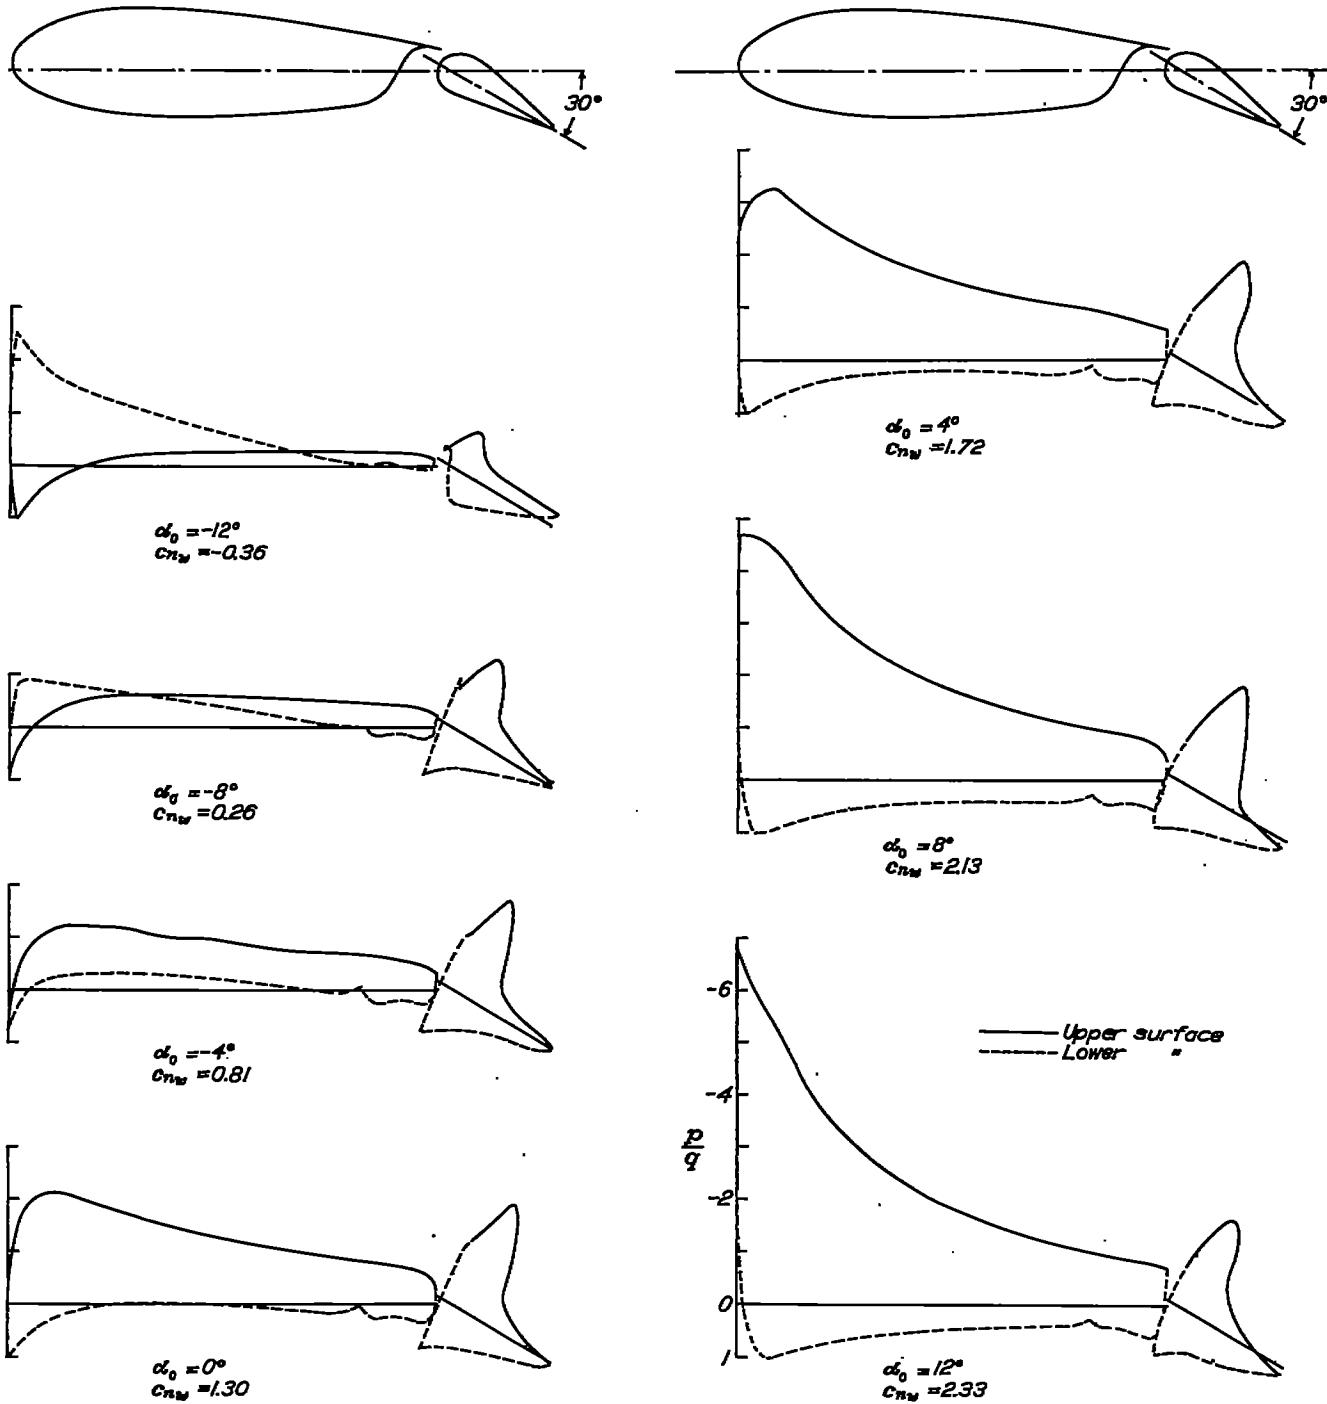 30°
30°
α₀ = -12°
cₙw = -0.36
α₀ = -8°
cₙw = 0.26
α₀ = -4°
cₙw = 0.81
α₀ = 0°
cₙw = 1.30
α₀ = 4°
cₙw = 1.72
α₀ = 8°
cₙw = 2.13
-6
Upper surface
Lower "
-4
p/q
-2
0
1
α₀ = 12°
cₙw = 2.33